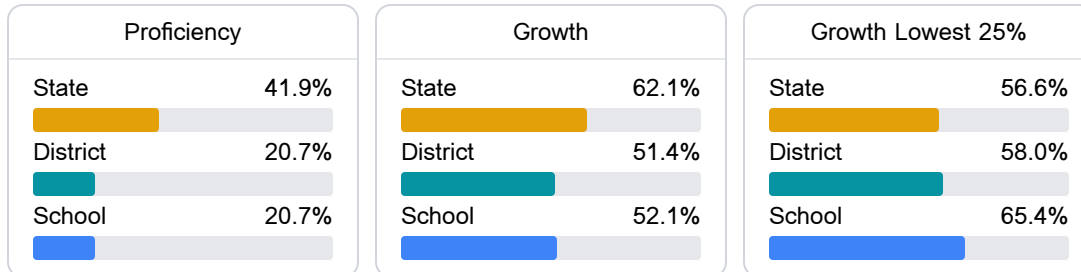 Proficiency
State 41.9%
District 20.7%
School 20.7%
Growth
State 62.1%
District 51.4%
School 52.1%
Growth Lowest 25%
State 56.6%
District 58.0%
School 65.4%